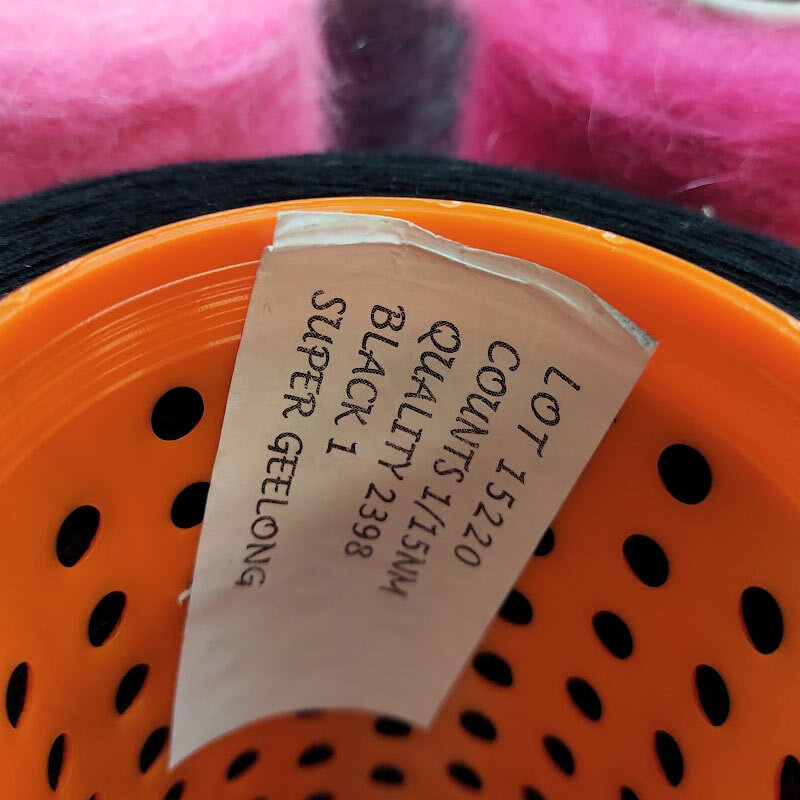 LOT 15220
COUNTS 1/15NM
QUALITY 2398
BLACK 1
SUPER GEELONG